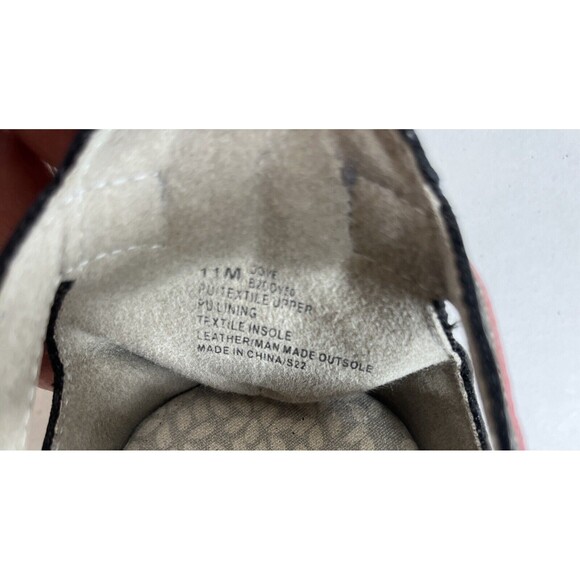 11M
PU/TEXTILE UPPER
PU LINING
TEXTILE INSOLE
LEATHER/MAN MADE OUTSOLE
MADE IN CHINA/S22